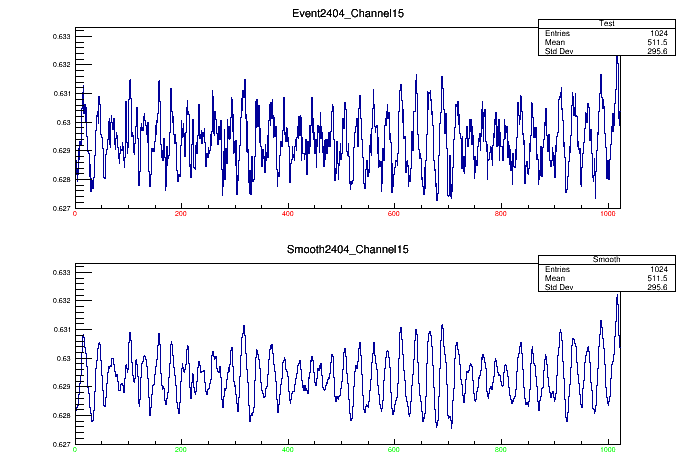 Event2404_Channel15
Test
Entries 1024
Mean 511.5
Std Dev 295.6
0.633
0.632
0.631
0.63
0.629
0.628
0.627
0 200 400 600 800 1000
Smooth2404_Channel15
Smooth
Entries 1024
Mean 511.5
Std Dev 295.6
0.633
0.632
0.631
0.63
0.629
0.628
0.627
0 200 400 600 800 1000